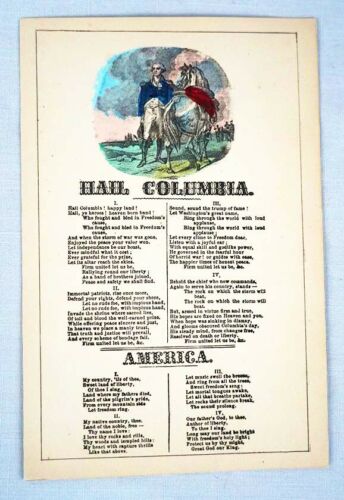 HAIL COLUMBIA.
I.
Hail Columbia! happy land!
Hail, ye heroes! heaven born band!
Who fought and bled in Freedom's
cause,
Who fought and bled in Freedom's
cause,
And when the storm of war was gone,
Enjoyed the peace your valor won.
Let independence be our boast,
Ever mindful what it cost;
Ever grateful for the prize,
Let its altar reach the skies.
Firm united let us be,
Rallying round our liberty;
As a band of brothers joined,
Peace and safety we shall find.
II.
Immortal patriots, rise once more,
Defend your rights, defend your shore,
Let no rude foe, with impious hand,
Let no rude foe, with impious hand,
Invade the shrine where sacred lies,
Of toil and blood the well-earned prize.
While offering peace sincere and just,
In heaven we place a manly trust,
That truth and justice will prevail,
And every scheme of bondage fail.
Firm united let us be, &c.
III.
Sound, sound the trump of fame!
Let Washington's great name,
Ring through the world with loud
applause,
Ring through the world with loud
applause;
Let every clime to Freedom dear,
Listen with a joyful ear;
With equal skill and godlike power,
He governs in the fearful hour
Of horrid war! or guides with ease,
The happier times of honest peace.
Firm united let us be, &c.
IV.
Behold the chief who now commands,
Again to serve his country, stands—
The rock on which the storm will
beat,
The rock on which the storm will
beat.
But, armed in virtue firm and true,
His hopes are fixed on Heaven and you.
When hope was sinking in dismay,
And glooms obscured Columbia's day,
His steady mind, from changes free,
Resolved on death or liberty.
Firm united let us be, &c.
AMERICA.
I.
My country, 'tis of thee,
Sweet land of liberty,
Of thee I sing,
Land where my fathers died,
Land of the pilgrim's pride,
From every mountain side
Let freedom ring.
II.
My native country, thee,
Land of the noble, free—
Thy name I love:
I love thy rocks and rills,
Thy woods and templed hills;
My heart with rapture thrills
Like that above.
III.
Let music swell the breeze,
And ring from all the trees,
Sweet freedom's song:
Let mortal tongues awake,
Let all that breathe partake,
Let rocks their silence break,
The sound prolong.
IV.
Our father's God, to thee,
Author of liberty,
To thee I sing,
Long may our land be bright
With freedom's holy light;
Protect us by thy might,
Great God our King.